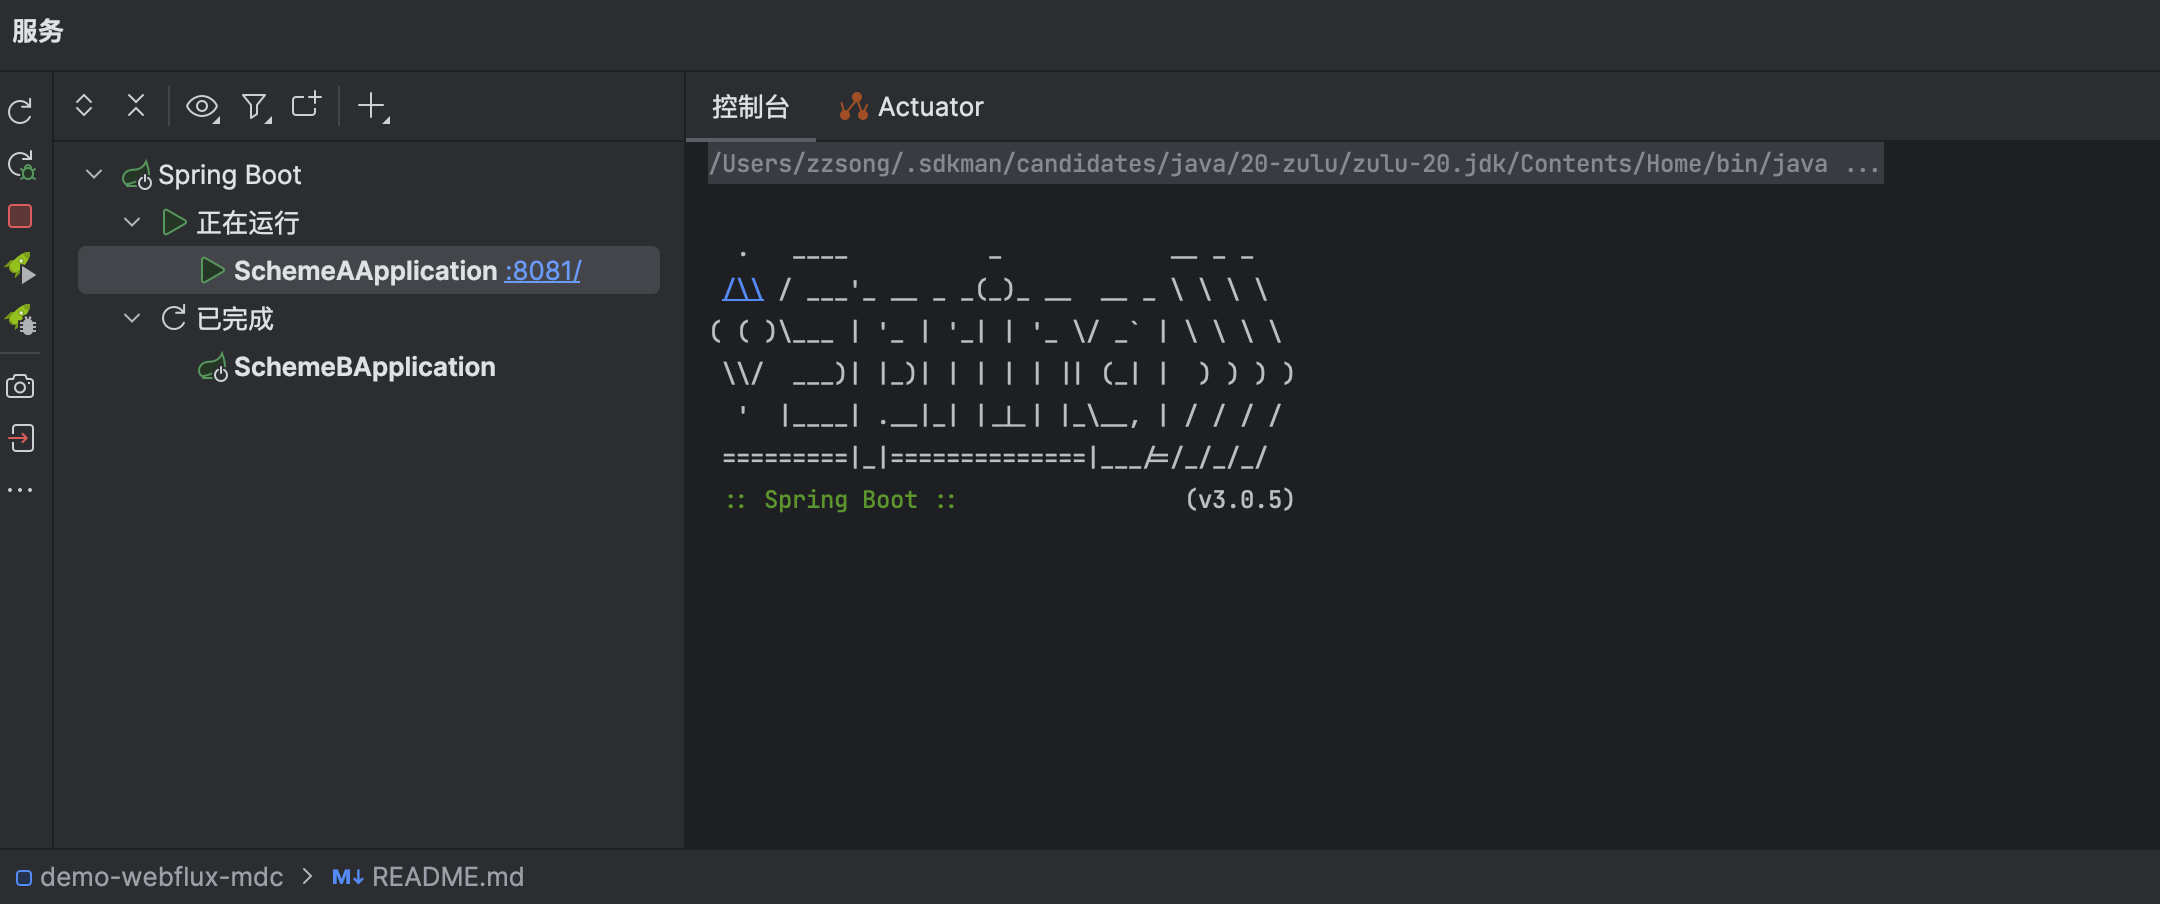 服务
控制台 Actuator
Spring Boot
正在运行
SchemeAApplication :8081/
已完成
SchemeBApplication
/Users/zzsong/.sdkman/candidates/java/20-zulu/zulu-20.jdk/Contents/Home/bin/java ...
  .   ____          _            __ _ _
 /\\ / ___'_ __ _ _(_)_ __  __ _ \ \ \ \
( ( )\___ | '_ | '_| | '_ \/ _` | \ \ \ \
 \\/  ___)| |_)| | | | | || (_| |  ) ) ) )
  '  |____| .__|_| |_|_| |_\__, | / / / /
 =========|_|==============|___/=/_/_/_/
 :: Spring Boot ::                (v3.0.5)
demo-webflux-mdc > M↓ README.md